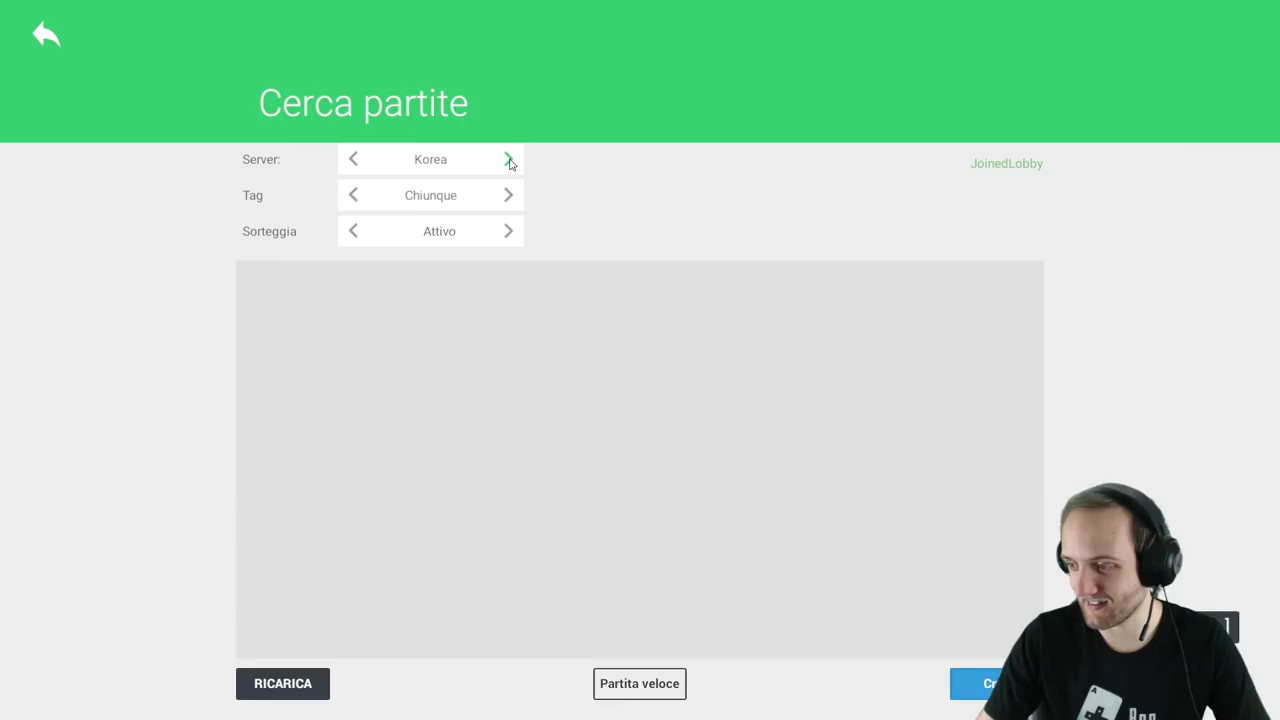 Cerca partite
Server: Korea
JoinedLobby
Tag Chiunque
Sorteggia Attivo
RICARICA
Partita veloce